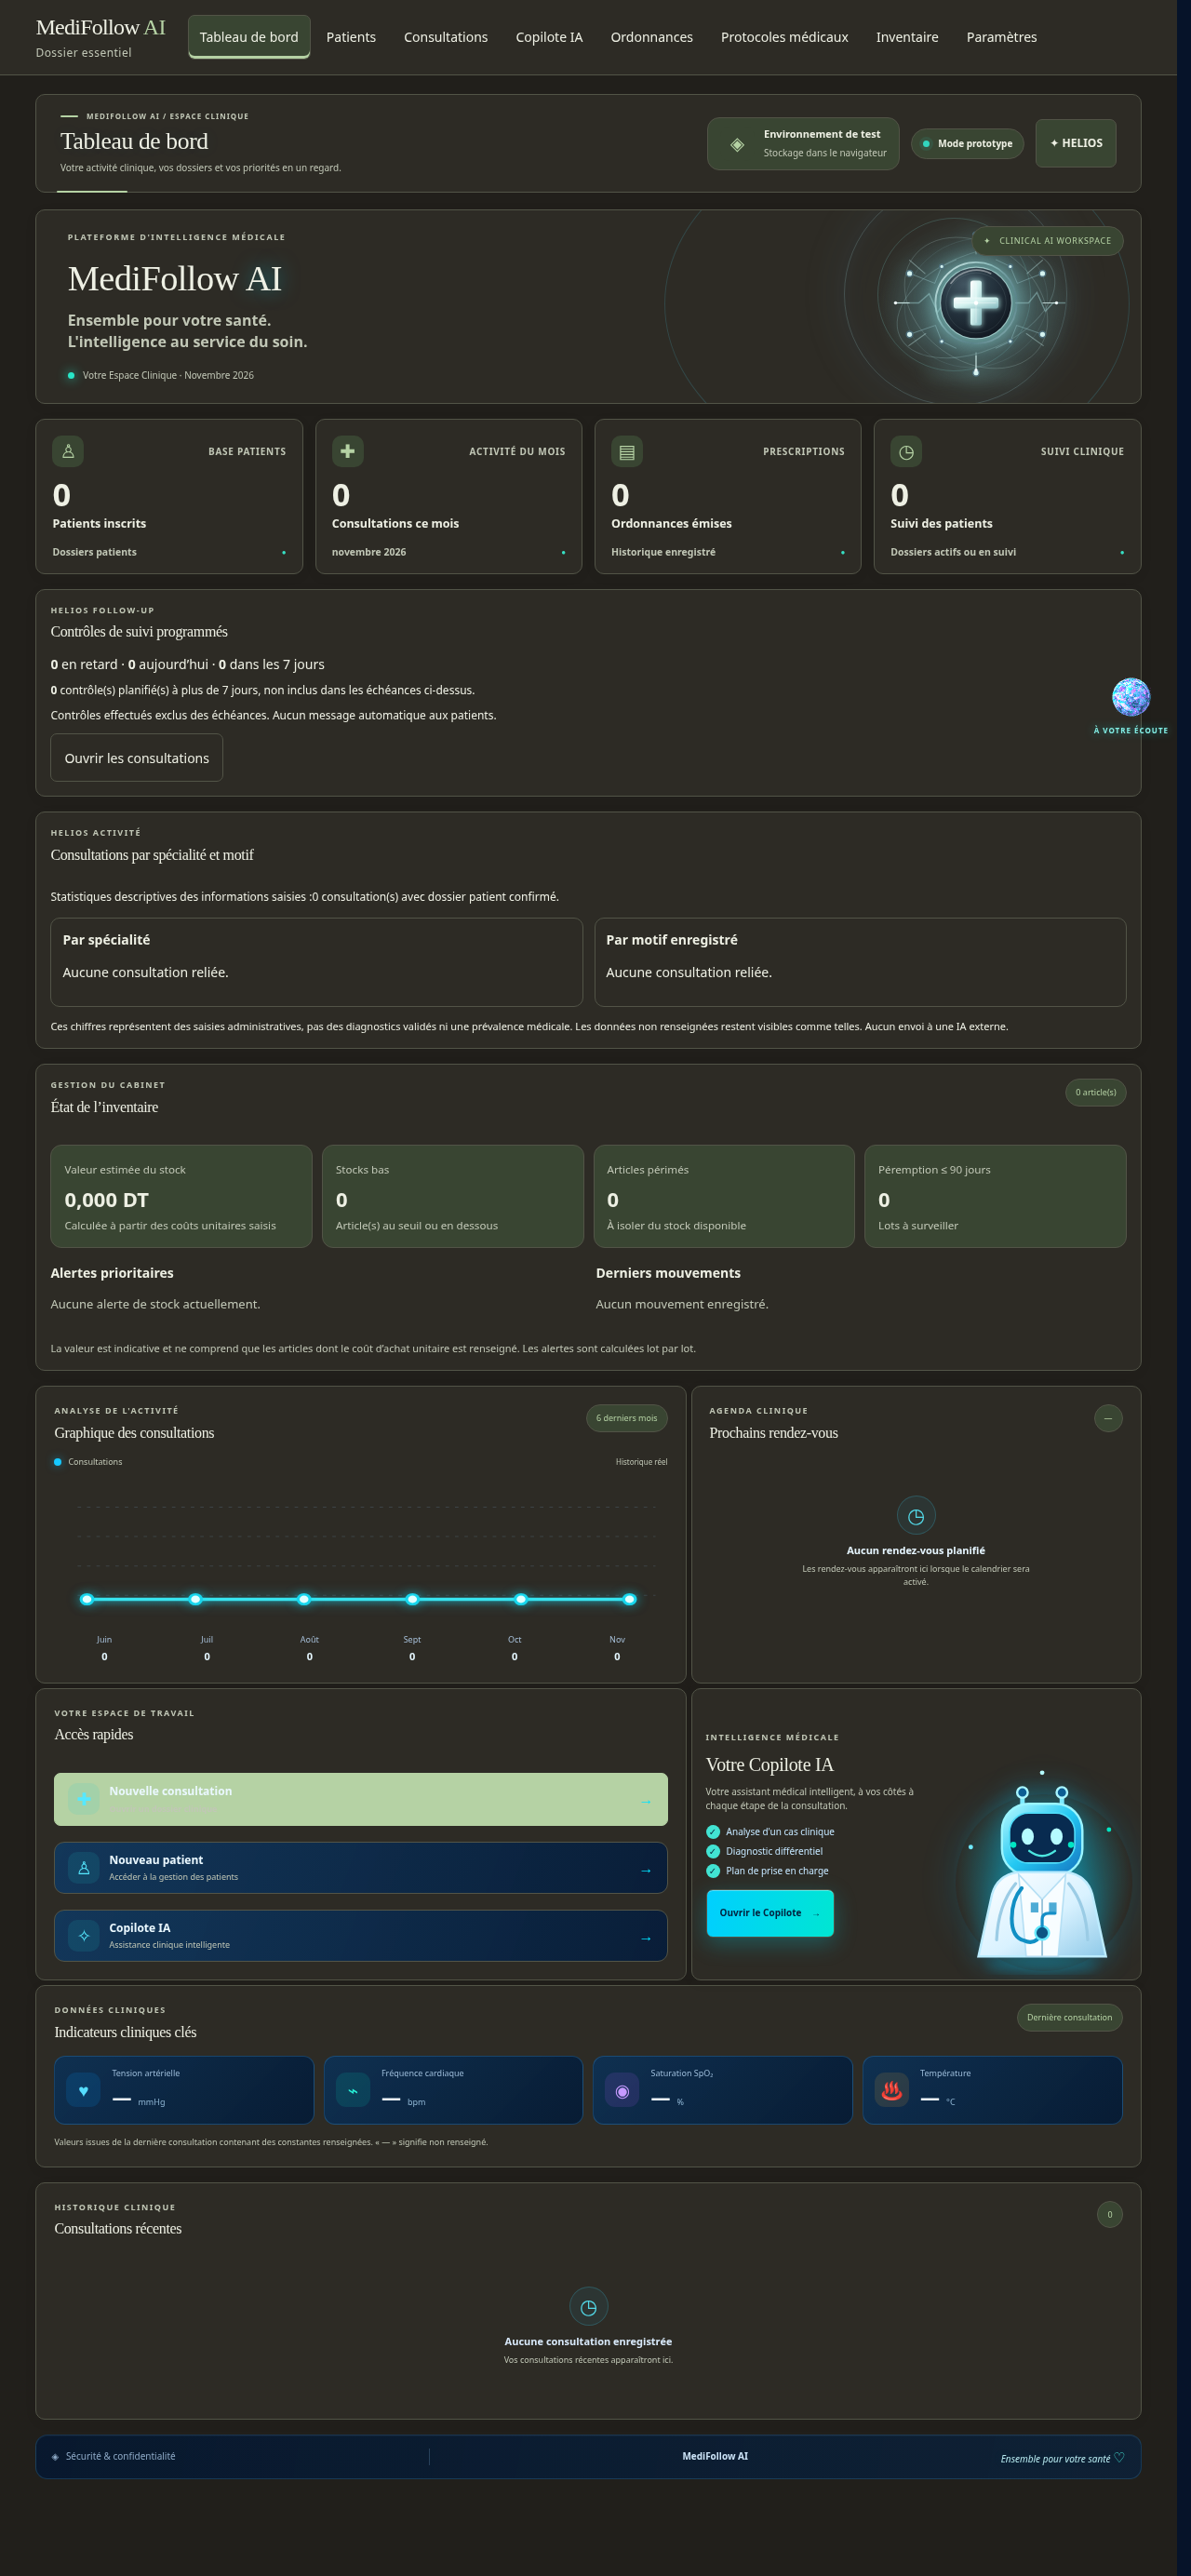 MediFollow AI
Dossier essentiel
Tableau de bord
Patients
Consultations
Copilote IA
Ordonnances
Protocoles médicaux
Inventaire
Paramètres
MEDIFOLLOW AI / ESPACE CLINIQUE
Tableau de bord
Votre activité clinique, vos dossiers et vos priorités en un regard.
Environnement de test
Stockage dans le navigateur
Mode prototype
✦ HELIOS
PLATEFORME D'INTELLIGENCE MÉDICALE
MediFollow AI
Ensemble pour votre santé.
L'intelligence au service du soin.
Votre Espace Clinique · Novembre 2026
✦ CLINICAL AI WORKSPACE
BASE PATIENTS
0
Patients inscrits
Dossiers patients
ACTIVITÉ DU MOIS
0
Consultations ce mois
novembre 2026
PRESCRIPTIONS
0
Ordonnances émises
Historique enregistré
SUIVI CLINIQUE
0
Suivi des patients
Dossiers actifs ou en suivi
HELIOS FOLLOW-UP
Contrôles de suivi programmés
0 en retard · 0 aujourd’hui · 0 dans les 7 jours
0 contrôle(s) planifié(s) à plus de 7 jours, non inclus dans les échéances ci-dessus.
Contrôles effectués exclus des échéances. Aucun message automatique aux patients.
Ouvrir les consultations
À VOTRE ÉCOUTE
HELIOS ACTIVITÉ
Consultations par spécialité et motif
Statistiques descriptives des informations saisies :0 consultation(s) avec dossier patient confirmé.
Par spécialité
Aucune consultation reliée.
Par motif enregistré
Aucune consultation reliée.
Ces chiffres représentent des saisies administratives, pas des diagnostics validés ni une prévalence médicale. Les données non renseignées restent visibles comme telles. Aucun envoi à une IA externe.
GESTION DU CABINET
État de l’inventaire
0 article(s)
Valeur estimée du stock
0,000 DT
Calculée à partir des coûts unitaires saisis
Stocks bas
0
Article(s) au seuil ou en dessous
Articles périmés
0
À isoler du stock disponible
Péremption ≤ 90 jours
0
Lots à surveiller
Alertes prioritaires
Aucune alerte de stock actuellement.
Derniers mouvements
Aucun mouvement enregistré.
La valeur est indicative et ne comprend que les articles dont le coût d’achat unitaire est renseigné. Les alertes sont calculées lot par lot.
ANALYSE DE L'ACTIVITÉ
Graphique des consultations
6 derniers mois
Consultations
Historique réel
Juin Juil Août Sept Oct Nov
0 0 0 0 0 0
AGENDA CLINIQUE
Prochains rendez-vous
—
Aucun rendez-vous planifié
Les rendez-vous apparaîtront ici lorsque le calendrier sera
activé.
VOTRE ESPACE DE TRAVAIL
Accès rapides
Nouvelle consultation
→
Nouveau patient
Accéder à la gestion des patients
→
Copilote IA
Assistance clinique intelligente
→
INTELLIGENCE MÉDICALE
Votre Copilote IA
Votre assistant médical intelligent, à vos côtés à
chaque étape de la consultation.
✓ Analyse d'un cas clinique
✓ Diagnostic différentiel
✓ Plan de prise en charge
Ouvrir le Copilote →
DONNÉES CLINIQUES
Indicateurs cliniques clés
Dernière consultation
Tension artérielle
— mmHg
Fréquence cardiaque
— bpm
Saturation SpO₂
— %
Température
— °C
Valeurs issues de la dernière consultation contenant des constantes renseignées. « — » signifie non renseigné.
HISTORIQUE CLINIQUE
Consultations récentes
0
Aucune consultation enregistrée
Vos consultations récentes apparaîtront ici.
Sécurité & confidentialité
MediFollow AI
Ensemble pour votre santé ♡